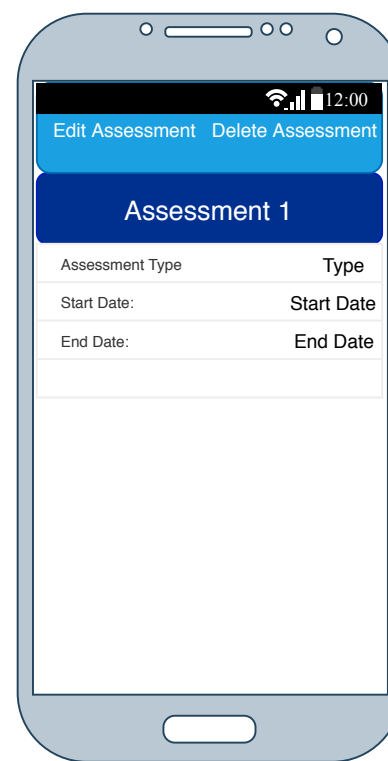 12:00
Edit Assessment Delete Assessment
Assessment 1
Assessment Type Type
Start Date: Start Date
End Date: End Date